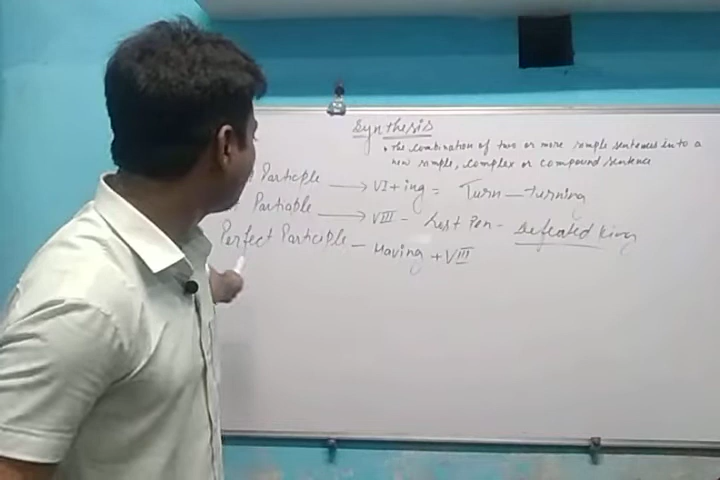 Synthesis
• The combination of two or more simple sentences into a
new simple, complex or compound sentence
Participle → VI + ing = Turn — turning
Participle → VIII - Lost Pen - Defeated King
Perfect Participle — Having + VIII